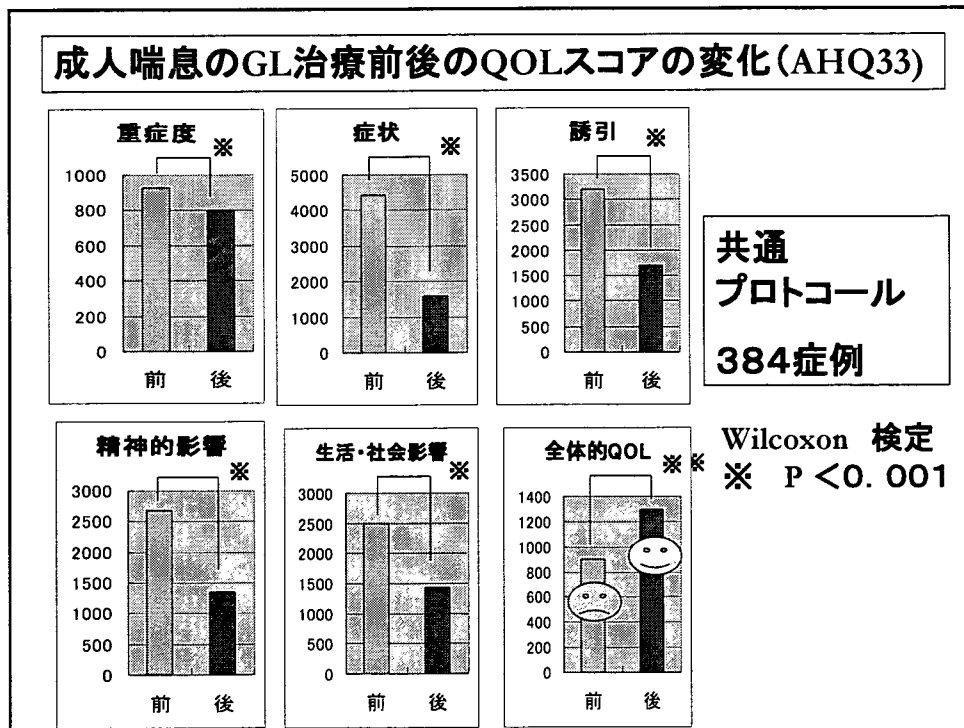 成人喘息のGL治療前後のQOLスコアの変化(AHQ33)
重症度 ※
1000
800
600
400
200
0
前 後
症状 ※
5000
4000
3000
2000
1000
0
前 後
誘引 ※
3500
3000
2500
2000
1500
1000
500
0
前 後
共通
プロトコール
384症例
精神的影響 ※
3000
2500
2000
1500
1000
500
0
前 後
生活・社会影響 ※
3000
2500
2000
1500
1000
500
0
前 後
全体的QOL ※ ※
1400
1200
1000
800
600
400
200
0
前 後
Wilcoxon 検定
※ P <0. 001